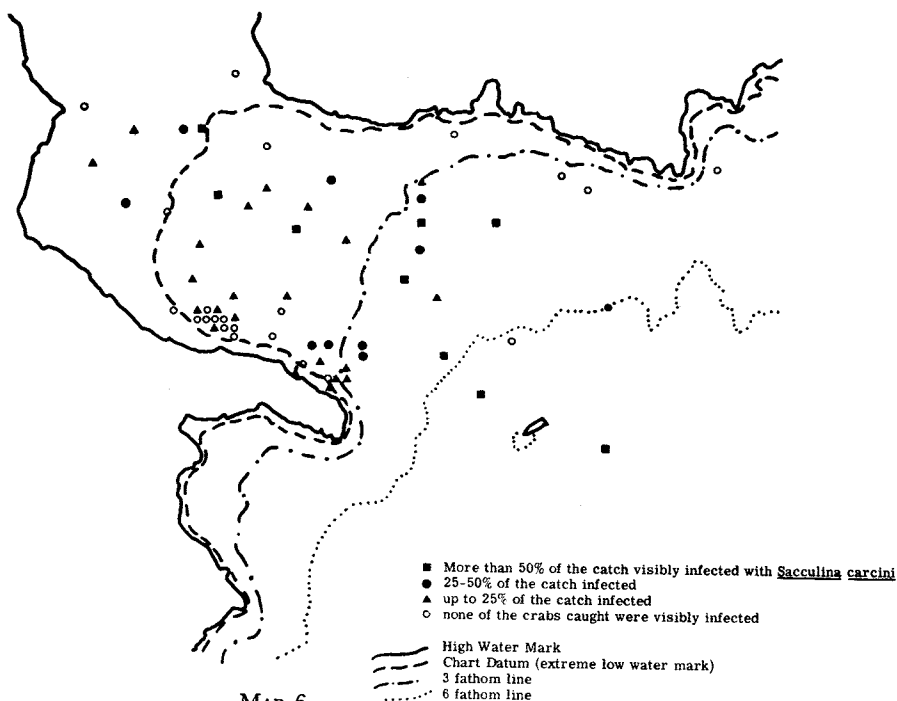 More than 50% of the catch visibly infected with Sacculina carcini
25-50% of the catch infected
up to 25% of the catch infected
none of the crabs caught were visibly infected
High Water Mark
Chart Datum (extreme low water mark)
3 fathom line
6 fathom line
MAP 6